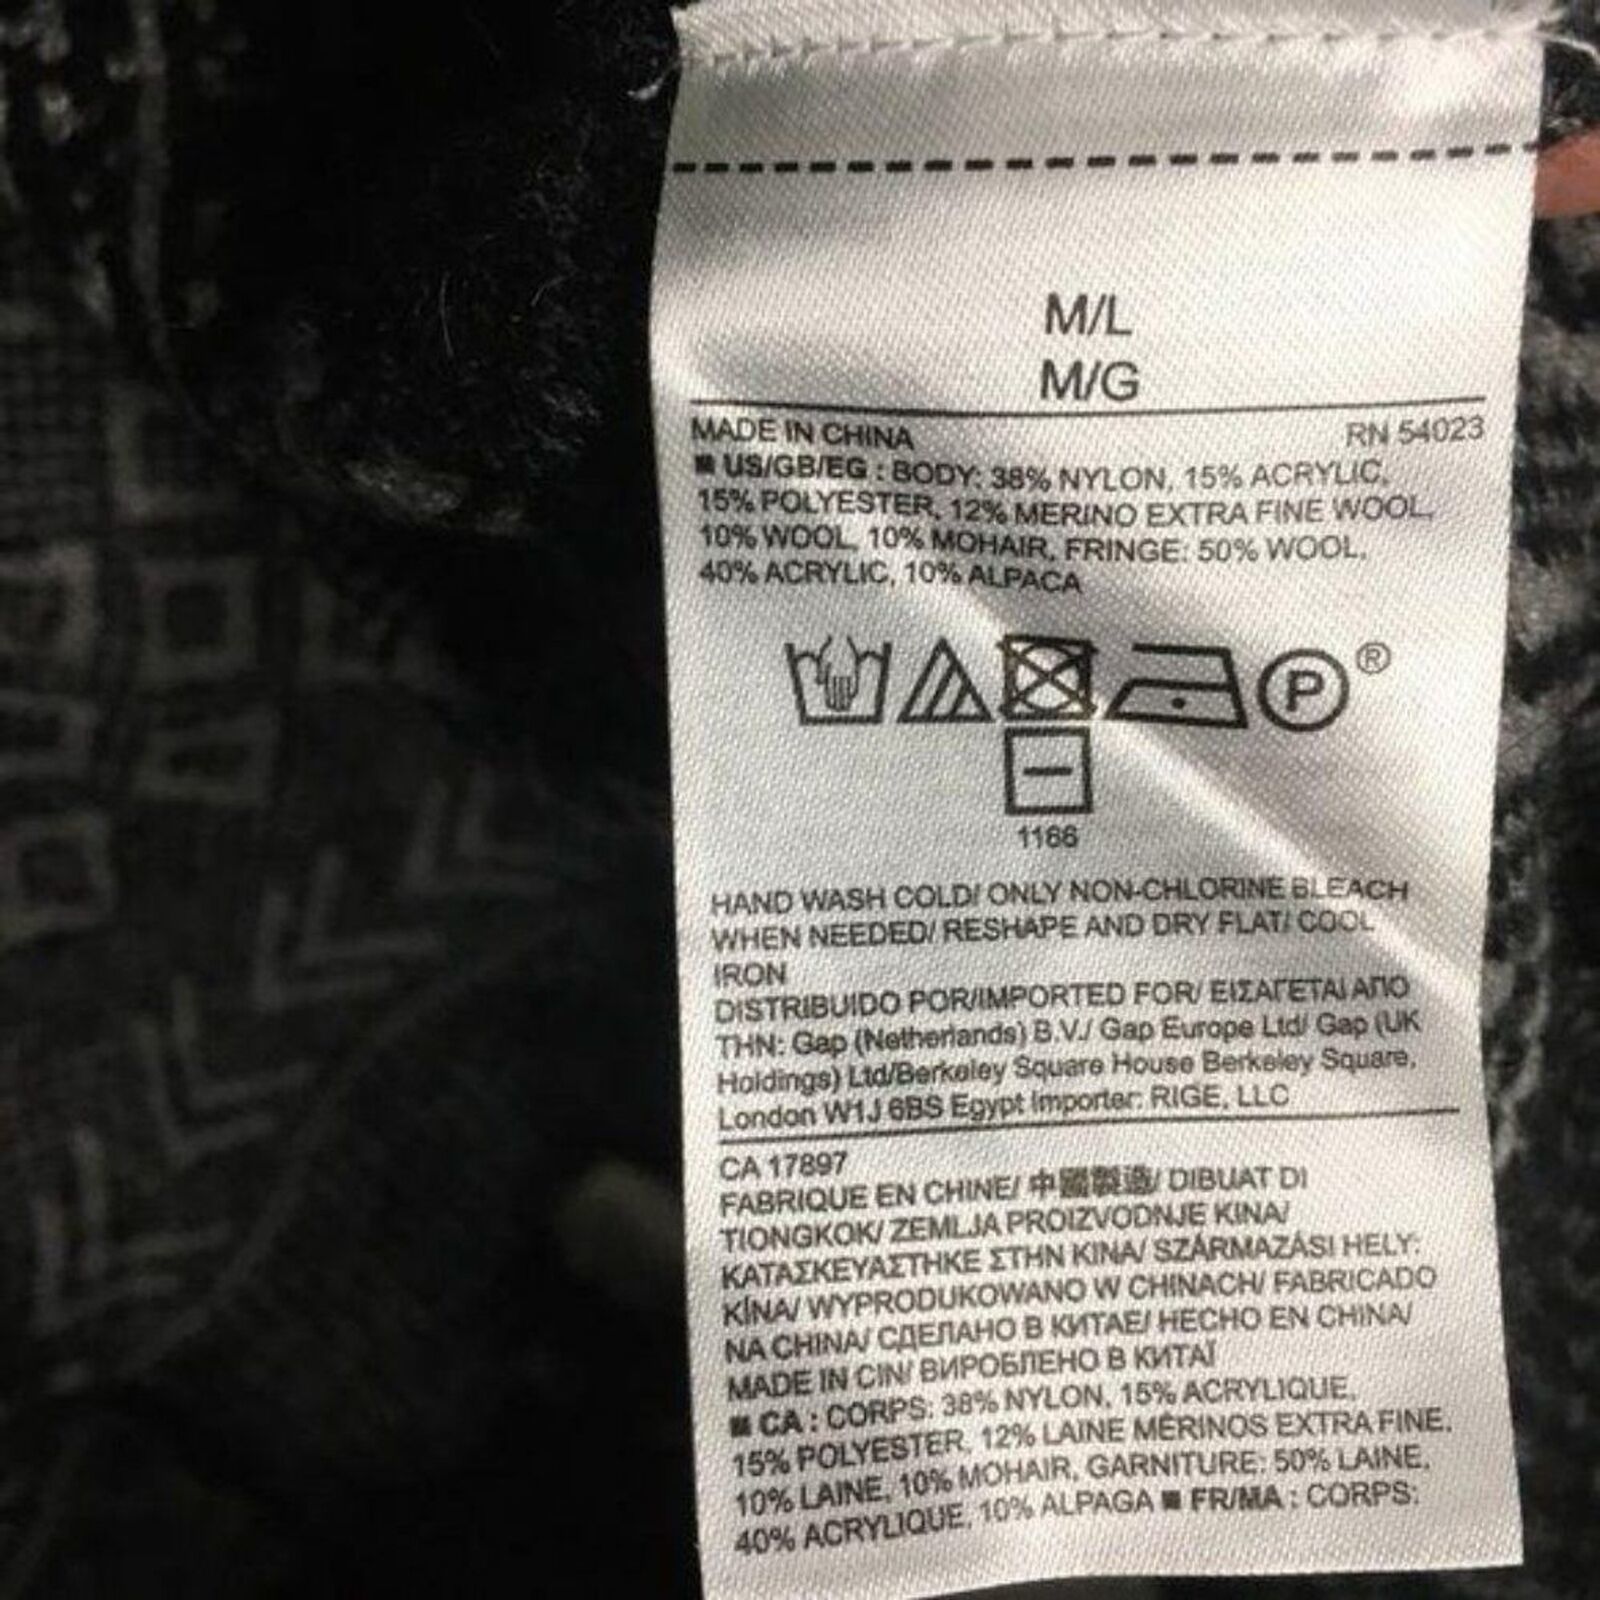 M/L
M/G
MADE IN CHINA RN 54023
■ US/GB/EG : BODY: 38% NYLON, 15% ACRYLIC,
15% POLYESTER, 12% MERINO EXTRA FINE WOOL,
10% WOOL, 10% MOHAIR, FRINGE: 50% WOOL,
40% ACRYLIC, 10% ALPACA
P ®
1166
HAND WASH COLD/ ONLY NON-CHLORINE BLEACH
WHEN NEEDED/ RESHAPE AND DRY FLAT/ COOL
IRON
DISTRIBUIDO POR/IMPORTED FOR/ ΕΙΣΑΓΕΤΑΙ ΑΠΟ
ΤΗΝ: Gap (Netherlands) B.V./ Gap Europe Ltd/ Gap (UK
Holdings) Ltd/Berkeley Square House Berkeley Square,
London W1J 6BS Egypt Importer: RIGE, LLC
CA 17897
FABRIQUE EN CHINE/ 中國製造/ DIBUAT DI
TIONGKOK/ ZEMLJA PROIZVODNJE KINA/
ΚΑΤΑΣΚΕΥΑΣΤΗΚΕ ΣΤΗΝ ΚΙΝΑ/ SZÁRMAZÁSI HELY:
KÍNA/ WYPRODUKOWANO W CHINACH/ FABRICADO
NA CHINA/ СДЕЛАНО В КИТАЕ/ HECHO EN CHINA/
MADE IN CIN/ ВИРОБЛЕНО В КИТАЇ
■ CA : CORPS: 38% NYLON, 15% ACRYLIQUE,
15% POLYESTER, 12% LAINE MÉRINOS EXTRA FINE,
10% LAINE, 10% MOHAIR, GARNITURE: 50% LAINE,
40% ACRYLIQUE, 10% ALPAGA ■ FR/MA : CORPS: